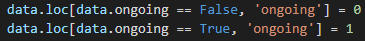 data.loc[data.ongoing == False, 'ongoing'] = 0
data.loc[data.ongoing == True, 'ongoing'] = 1